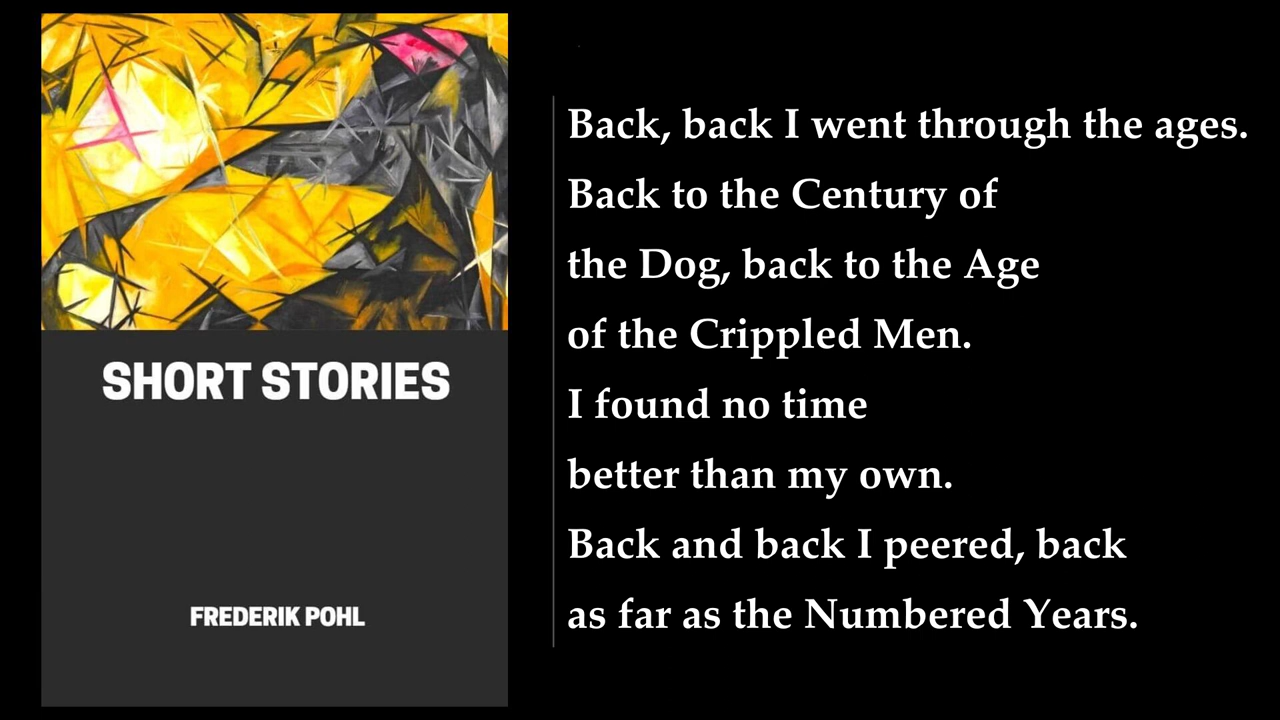 SHORT STORIES
FREDERIK POHL
Back, back I went through the ages.
Back to the Century of
the Dog, back to the Age
of the Crippled Men.
I found no time
better than my own.
Back and back I peered, back
as far as the Numbered Years.